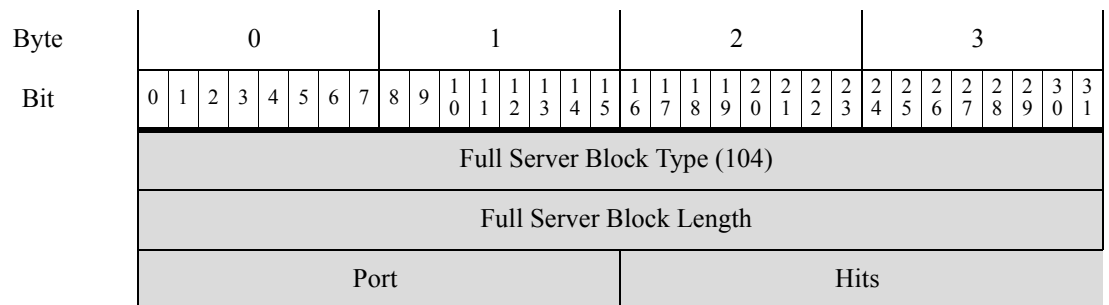 Byte 0 1 2 3
Bit 0 1 2 3 4 5 6 7 8 9 10 11 12 13 14 15 16 17 18 19 20 21 22 23 24 25 26 27 28 29 30 31
Full Server Block Type (104)
Full Server Block Length
Port Hits